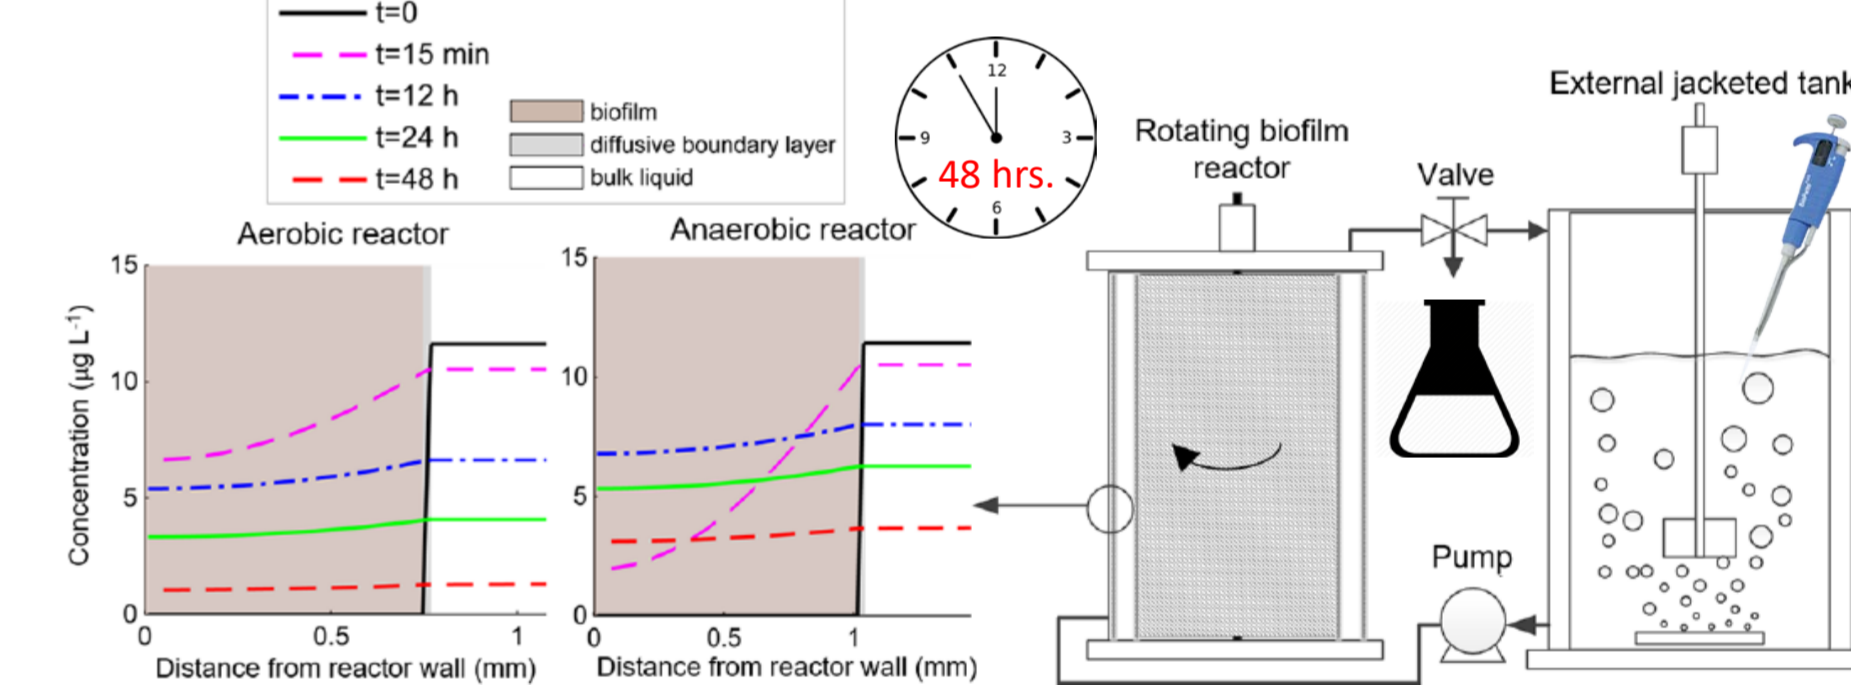 t=0
t=15 min
t=12 h
t=24 h
t=48 h
biofilm
diffusive boundary layer
bulk liquid
12
3
6
9
48 hrs.
Aerobic reactor
Concentration (µg L⁻¹)
15
10
5
0
0
0.5
1
Distance from reactor wall (mm)
Anaerobic reactor
15
10
5
0
0
0.5
1
Distance from reactor wall (mm)
Rotating biofilm
reactor
Valve
Pump
External jacketed tank